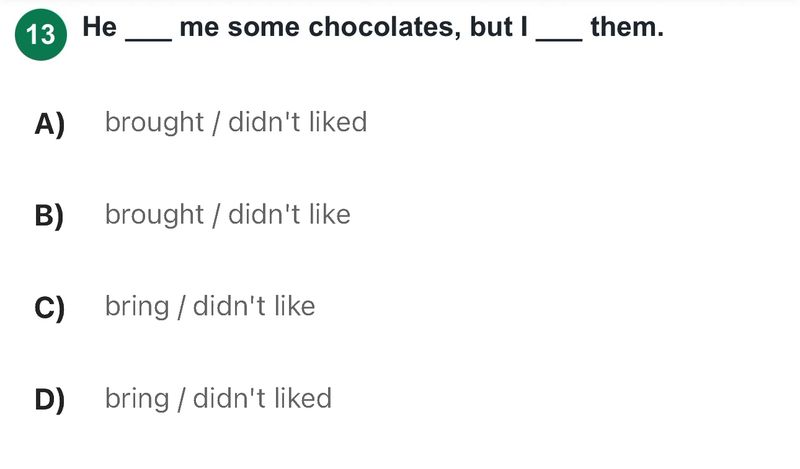 13 He ___ me some chocolates, but I ___ them.
A) brought / didn't liked
B) brought / didn't like
C) bring / didn't like
D) bring / didn't liked